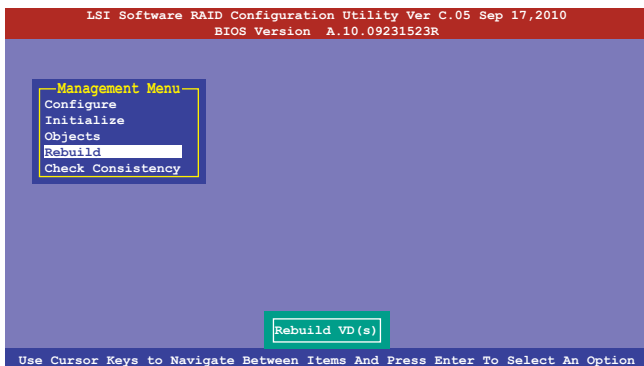 LSI Software RAID Configuration Utility Ver C.05 Sep 17,2010
BIOS Version A.10.09231523R
Management Menu
Configure
Initialize
Objects
Rebuild
Check Consistency
Rebuild VD(s)
Use Cursor Keys to Navigate Between Items And Press Enter To Select An Option